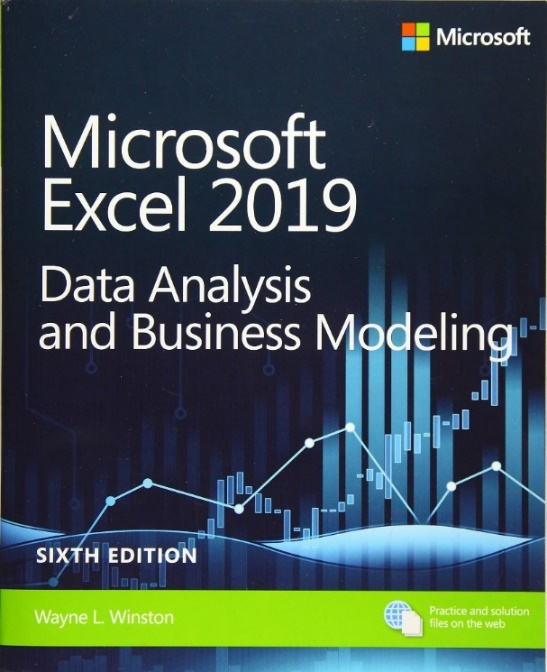 Microsoft
Microsoft
Excel 2019
Data Analysis
and Business Modeling
SIXTH EDITION
Wayne L. Winston
Practice and solution
files on the web